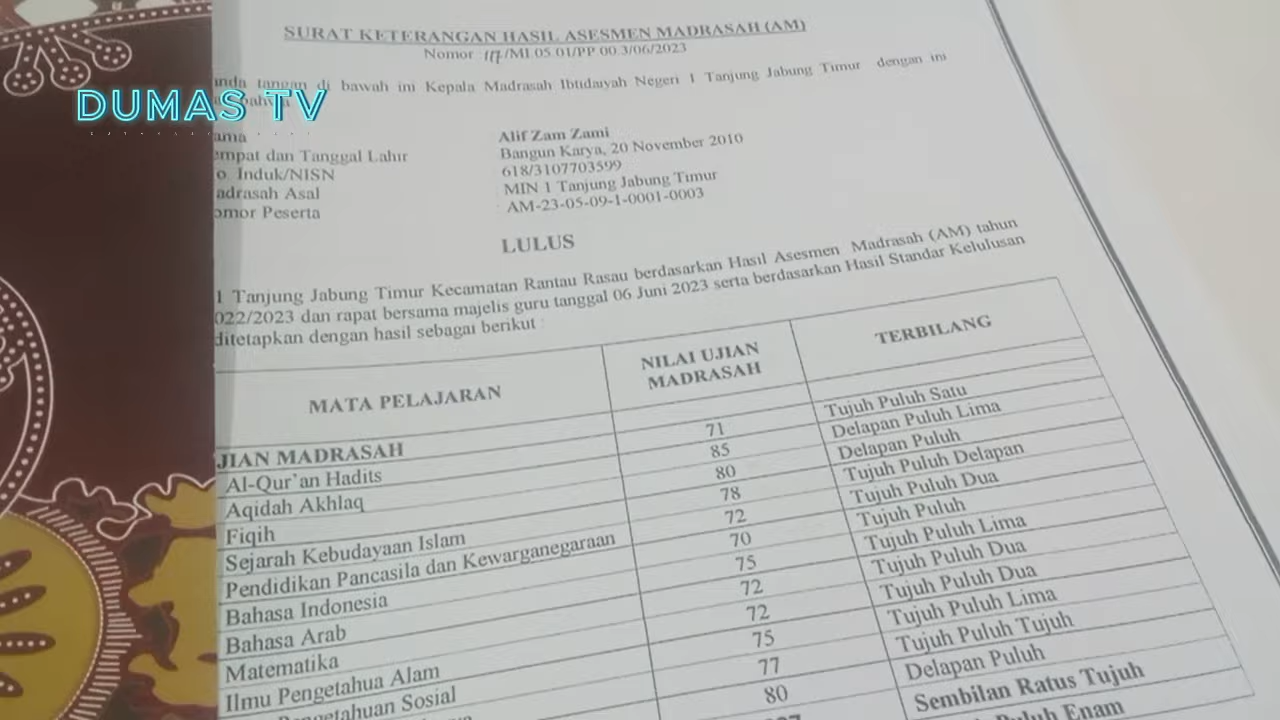 SURAT KETERANGAN HASIL ASESMEN MADRASAH (AM)
Nomor 117/MI.05.01/PP 00.3/06/2023
anda tangan di bawah ini Kepala Madrasah Ibtidaiyah Negeri 1 Tanjung Jabung Timur dengan ini
DUMAS TV
ama Alif Zam Zami
empat dan Tanggal Lahir Bangun Karya, 20 November 2010
o. Induk/NISN 618/3107703599
adrasah Asal : MIN 1 Tanjung Jabung Timur
omor Peserta : AM-23-05-09-1-0001-0003
LULUS
1 Tanjung Jabung Timur Kecamatan Rantau Rasau berdasarkan Hasil Asesmen Madrasah (AM) tahun
022/2023 dan rapat bersama majelis guru tanggal 06 Juni 2023 serta berdasarkan Hasil Standar Kelulusan
ditetapkan dengan hasil sebagai berikut :
MATA PELAJARAN NILAI UJIAN MADRASAH TERBILANG
JIAN MADRASAH
Al-Qur'an Hadits 71 Tujuh Puluh Satu
Aqidah Akhlaq 85 Delapan Puluh Lima
Fiqih 80 Delapan Puluh
Sejarah Kebudayaan Islam 78 Tujuh Puluh Delapan
Pendidikan Pancasila dan Kewarganegaraan 72 Tujuh Puluh Dua
Bahasa Indonesia 70 Tujuh Puluh
Bahasa Arab 75 Tujuh Puluh Lima
Matematika 72 Tujuh Puluh Dua
Ilmu Pengetahua Alam 72 Tujuh Puluh Dua
Pengetahuan Sosial 75 Tujuh Puluh Lima
77 Tujuh Puluh Tujuh
80 Delapan Puluh
Sembilan Ratus Tujuh
Puluh Enam